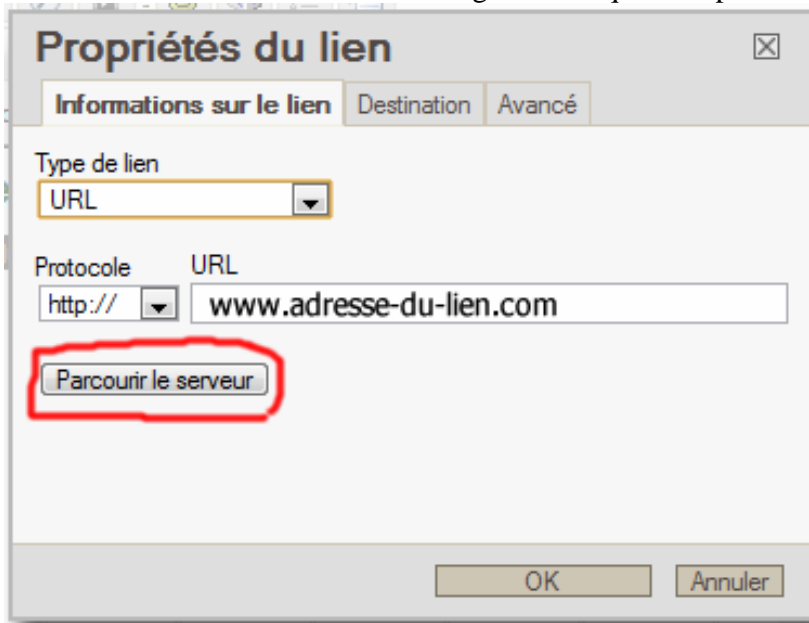 Propriétés du lien
Informations sur le lien Destination Avancé
Type de lien
URL
Protocole URL
http:// www.adresse-du-lien.com
Parcourir le serveur
OK Annuler